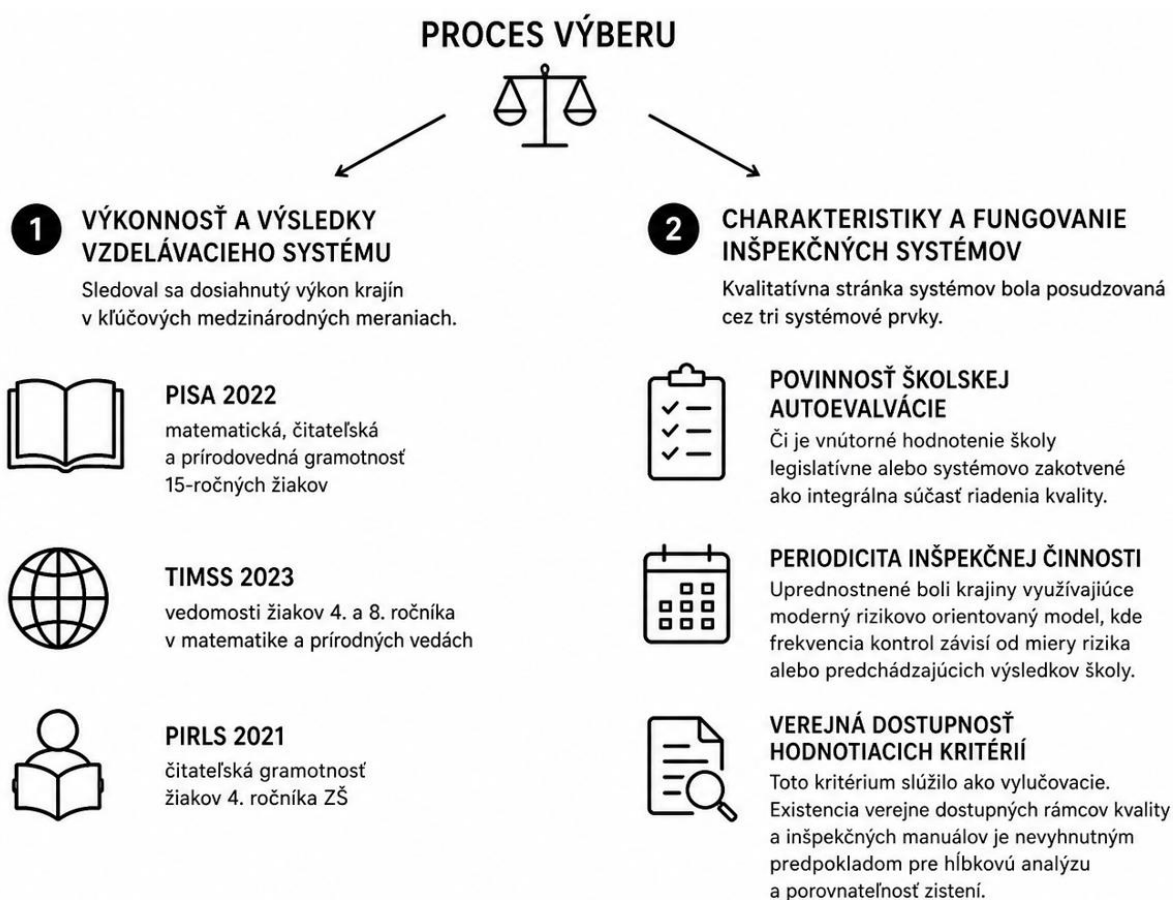 PROCES VÝBERU
1
VÝKONNOSŤ A VÝSLEDKY
VZDELÁVACIEHO SYSTÉMU
Sledoval sa dosiahnutý výkon krajín
v kľúčových medzinárodných meraniach.
PISA 2022
matematická, čitateľská
a prírodovedná gramotnosť
15-ročných žiakov
TIMSS 2023
vedomosti žiakov 4. a 8. ročníka
v matematike a prírodných vedách
PIRLS 2021
čitateľská gramotnosť
žiakov 4. ročníka ZŠ
2
CHARAKTERISTIKY A FUNGOVANIE
INŠPEKČNÝCH SYSTÉMOV
Kvalitatívna stránka systémov bola posudzovaná
cez tri systémové prvky.
POVINNOSŤ ŠKOLSKEJ
AUTOEVALVÁCIE
Či je vnútorné hodnotenie školy
legislatívne alebo systémovo zakotvené
ako integrálna súčasť riadenia kvality.
PERIODICITA INŠPEKČNEJ ČINNOSTI
Uprednostnené boli krajiny využívajiúce
moderný rizikovo orientovaný model, kde
frekvencia kontrol závisí od miery rizika
alebo predchádzajúcich výsledkov školy.
VEREJNÁ DOSTUPNOSŤ
HODNOTIACICH KRITÉRIÍ
Toto kritérium slúžilo ako vylučovacie.
Existencia verejne dostupných rámcov kvality
a inšpekčných manuálov je nevyhnutným
predpokladom pre hĺbkovú analýzu
a porovnateľnosť zistení.